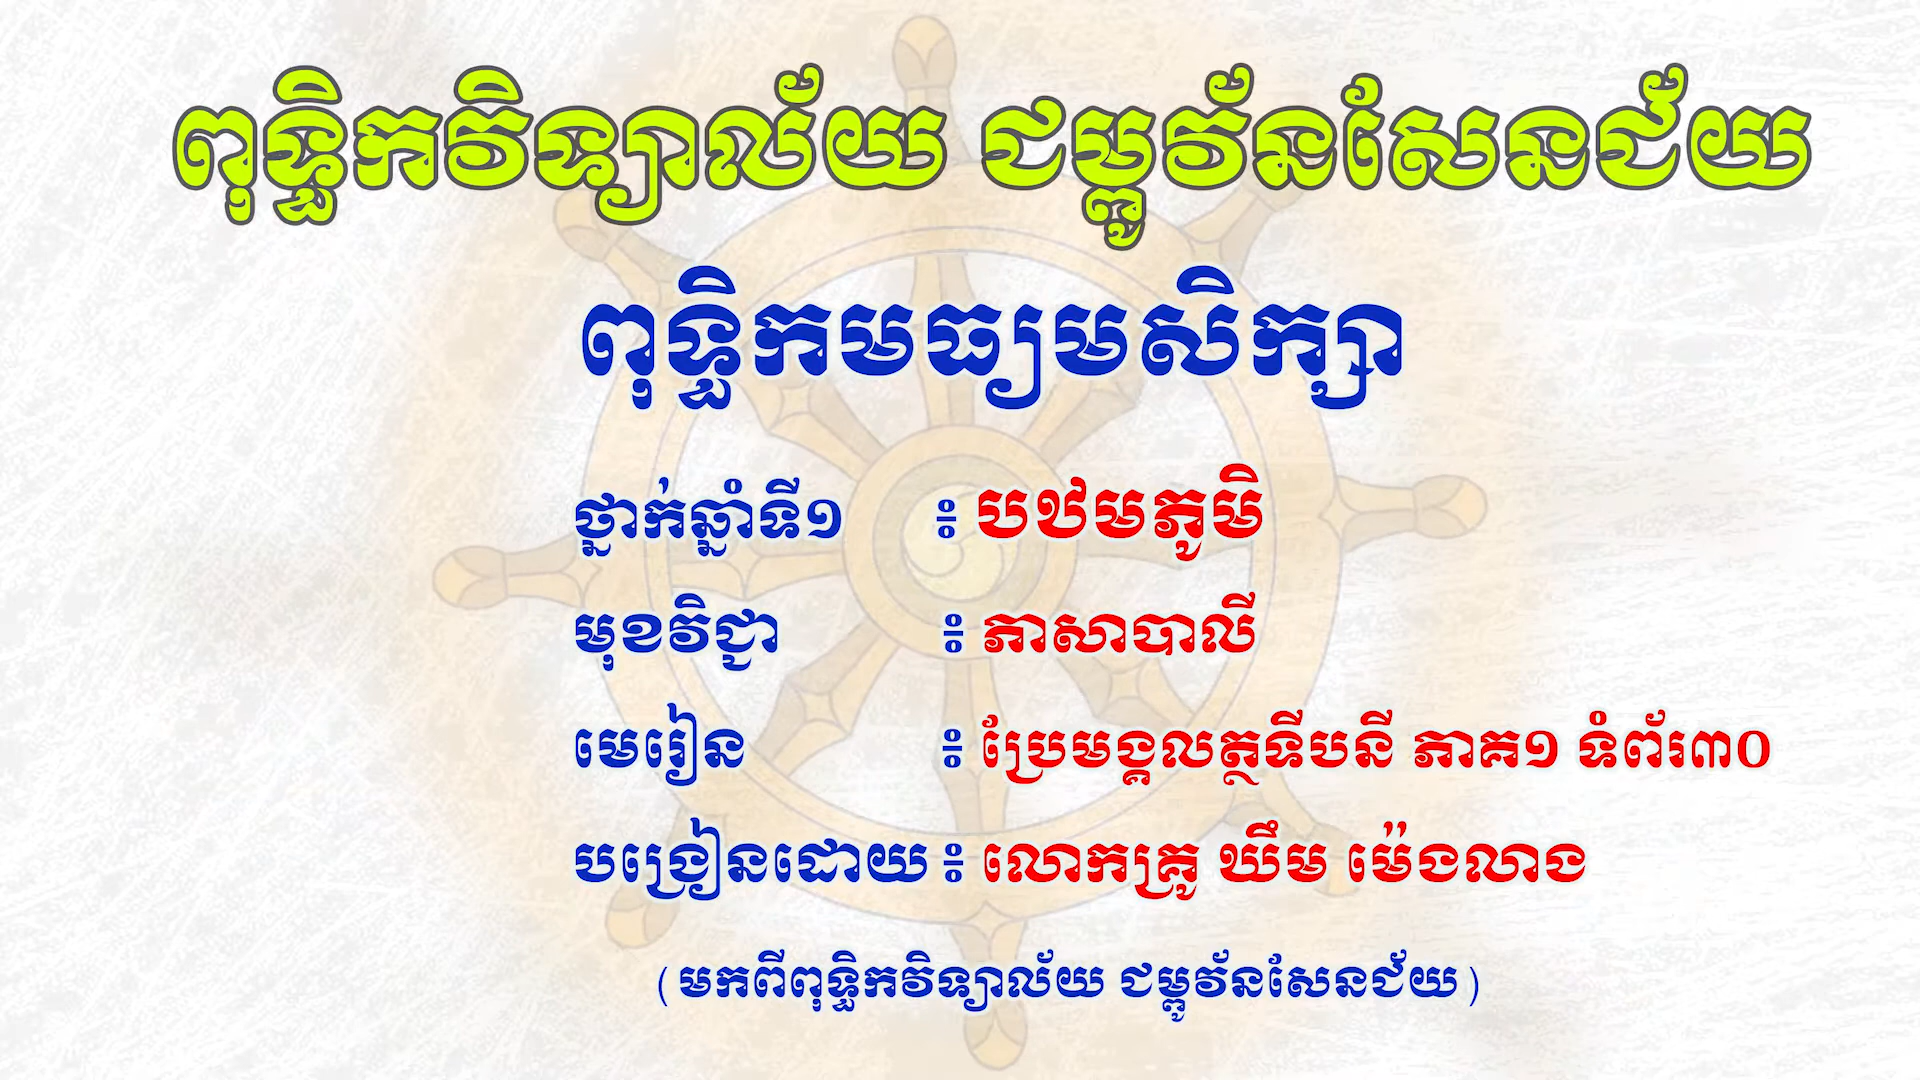 ពុទ្ធិកវិទ្យាល័យ ជម្ពូវ័នសែនជ័យ
ពុទ្ធិកមធ្យមសិក្សា
ថ្នាក់ឆ្នាំទី១ ៖ បឋមភូមិ
មុខវិជ្ជា ៖ ភាសាបាលី
មេរៀន ៖ ប្រែមង្គលត្ថទីបនី ភាគ១ ទំព័រ៣០
បង្រៀនដោយ ៖ លោកគ្រូ ឃឹម ម៉េងលាង
(មកពីពុទ្ធិកវិទ្យាល័យ ជម្ពូវ័នសែនជ័យ)